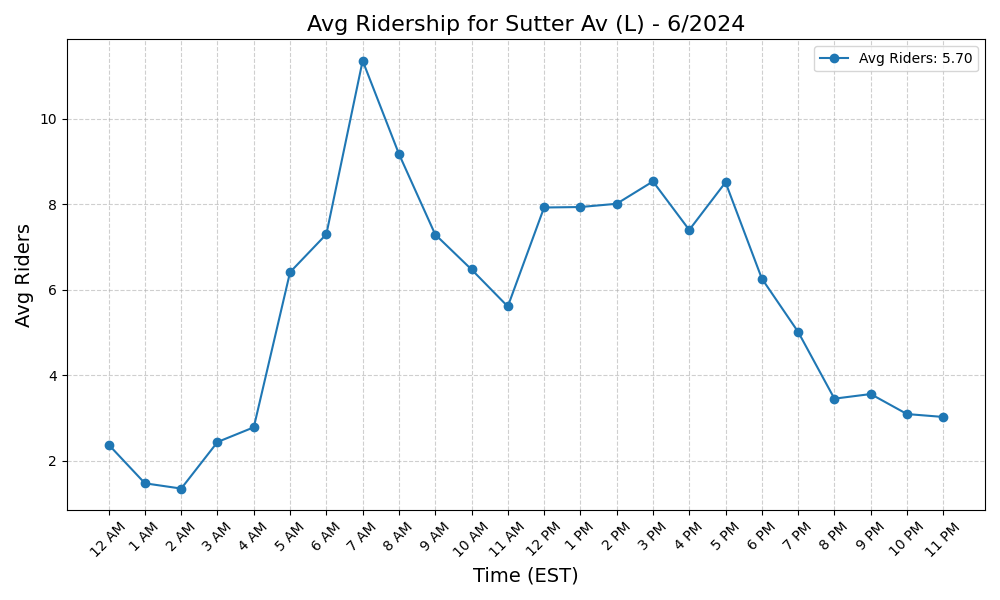 Avg Ridership for Sutter Av (L) - 6/2024
Avg Riders: 5.70
Avg Riders
10
8
6
4
2
12 AM
1 AM
2 AM
3 AM
4 AM
5 AM
6 AM
7 AM
8 AM
9 AM
10 AM
11 AM
12 PM
1 PM
2 PM
3 PM
4 PM
5 PM
6 PM
7 PM
8 PM
9 PM
10 PM
11 PM
Time (EST)